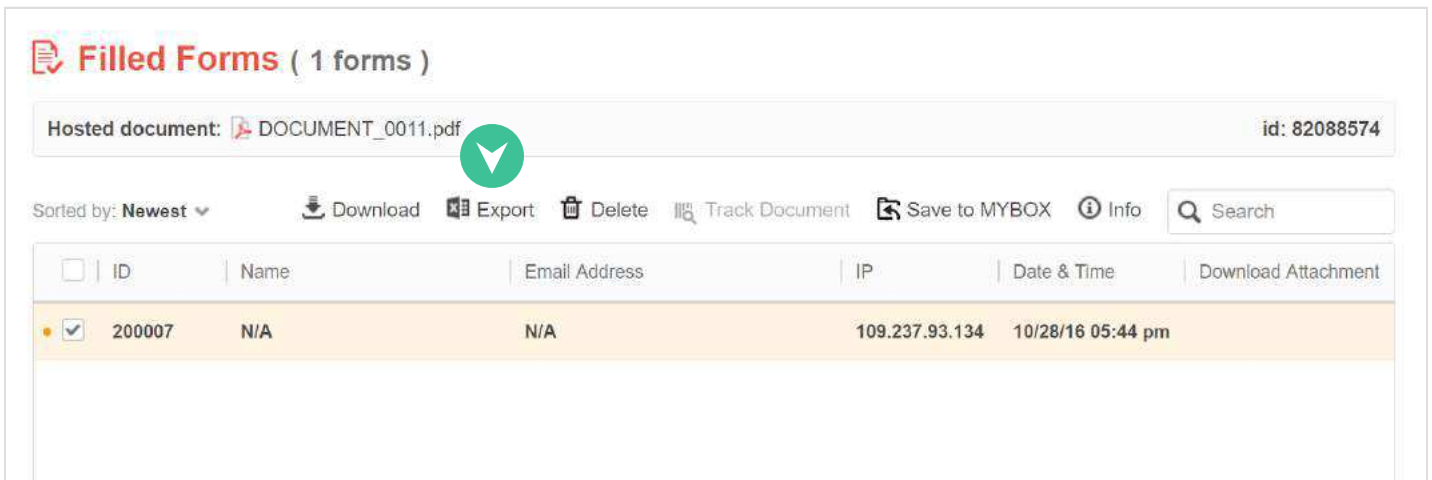 Filled Forms ( 1 forms )
Hosted document: DOCUMENT_0011.pdf id: 82088574
Sorted by: Newest Download Export Delete Track Document Save to MYBOX Info Search
ID Name Email Address IP Date & Time Download Attachment
200007 N/A N/A 109.237.93.134 10/28/16 05:44 pm